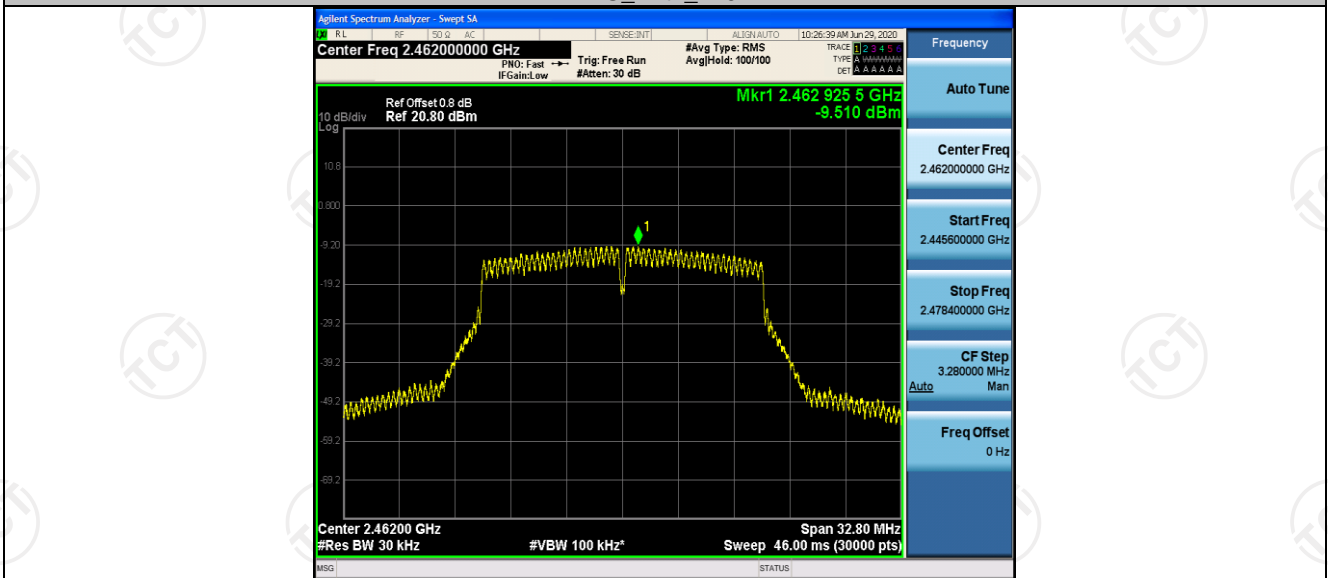 Agilent Spectrum Analyzer - Swept SA
RL RF 50 Ω AC SENSE:INT ALIGN AUTO 10:26:39 AM Jun 29, 2020
Center Freq 2.462000000 GHz
PNO: Fast
IFGain:Low
Trig: Free Run
#Atten: 30 dB
#Avg Type: RMS
Avg|Hold: 100/100
TRACE 1 2 3 4 5 6
TYPE A WWWWW
DET A A A A A A
Frequency
Mkr1 2.462 925 5 GHz
-9.510 dBm
Ref Offset 0.8 dB
10 dB/div Ref 20.80 dBm
Log
10.8
0.800
-9.20
-19.2
-29.2
-39.2
-49.2
-59.2
-69.2
1
Center 2.46200 GHz
Span 32.80 MHz
#Res BW 30 kHz
#VBW 100 kHz*
Sweep 46.00 ms (30000 pts)
Auto Tune
Center Freq
2.462000000 GHz
Start Freq
2.445600000 GHz
Stop Freq
2.478400000 GHz
CF Step
3.280000 MHz
Auto Man
Freq Offset
0 Hz
MSG
STATUS
TCT
TCT
TCT
TCT